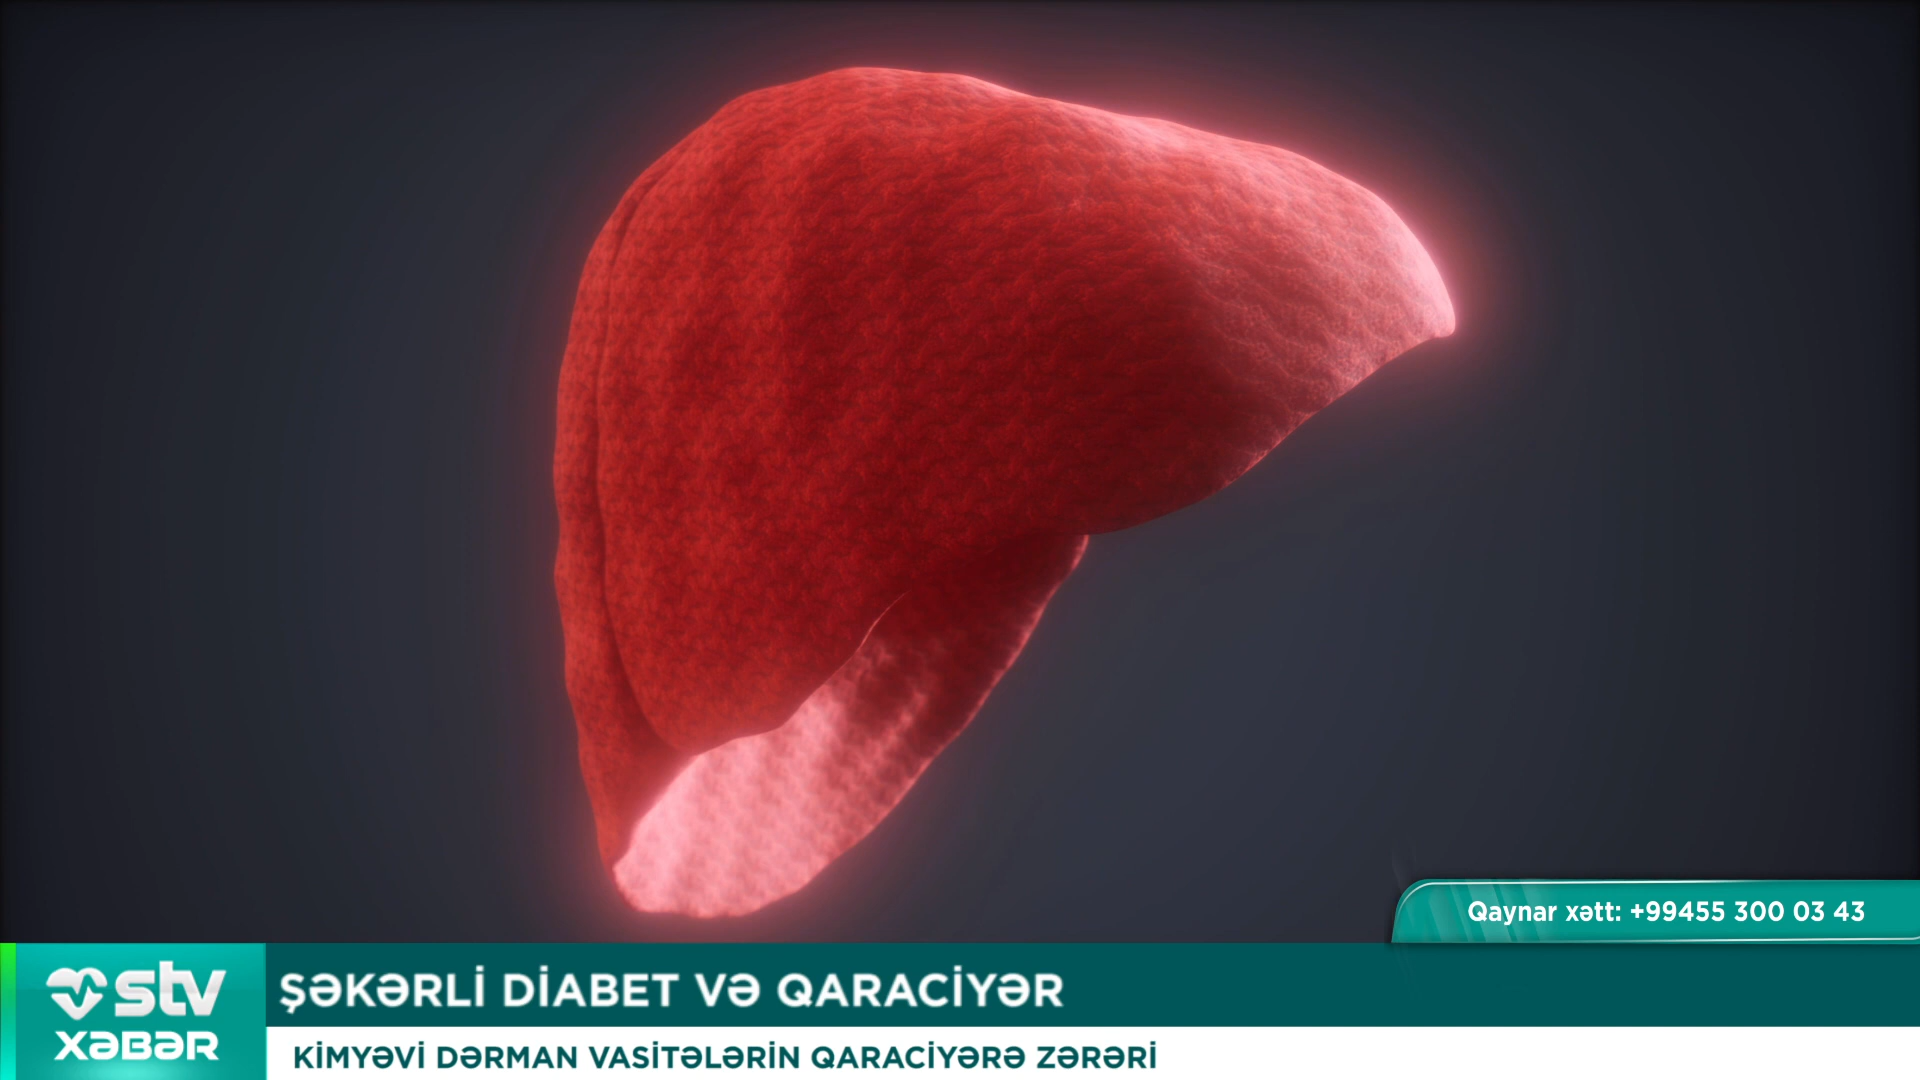 Qaynar xətt: +99455 300 03 43
stv
XƏBƏR
ŞƏKƏRLİ DİABET VƏ QARACİYƏR
KİMYƏVİ DƏRMAN VASİTƏLƏRİN QARACİYƏRƏ ZƏRƏRİ